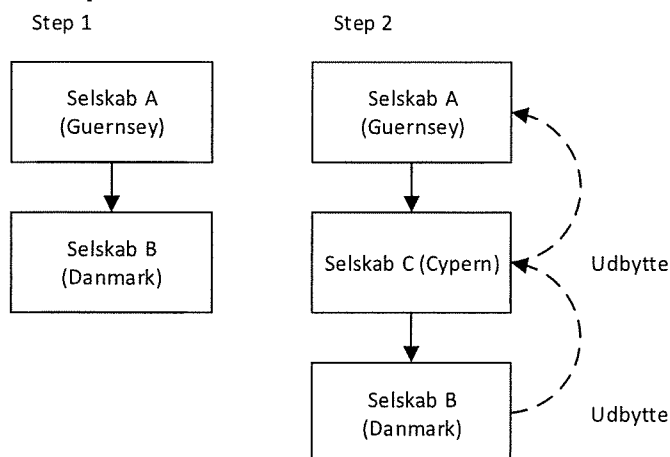 Step 1
Step 2
Selskab A
(Guernsey)
Selskab B
(Danmark)
Selskab A
(Guernsey)
Selskab C (Cypern)
Udbytte
Selskab B
(Danmark)
Udbytte